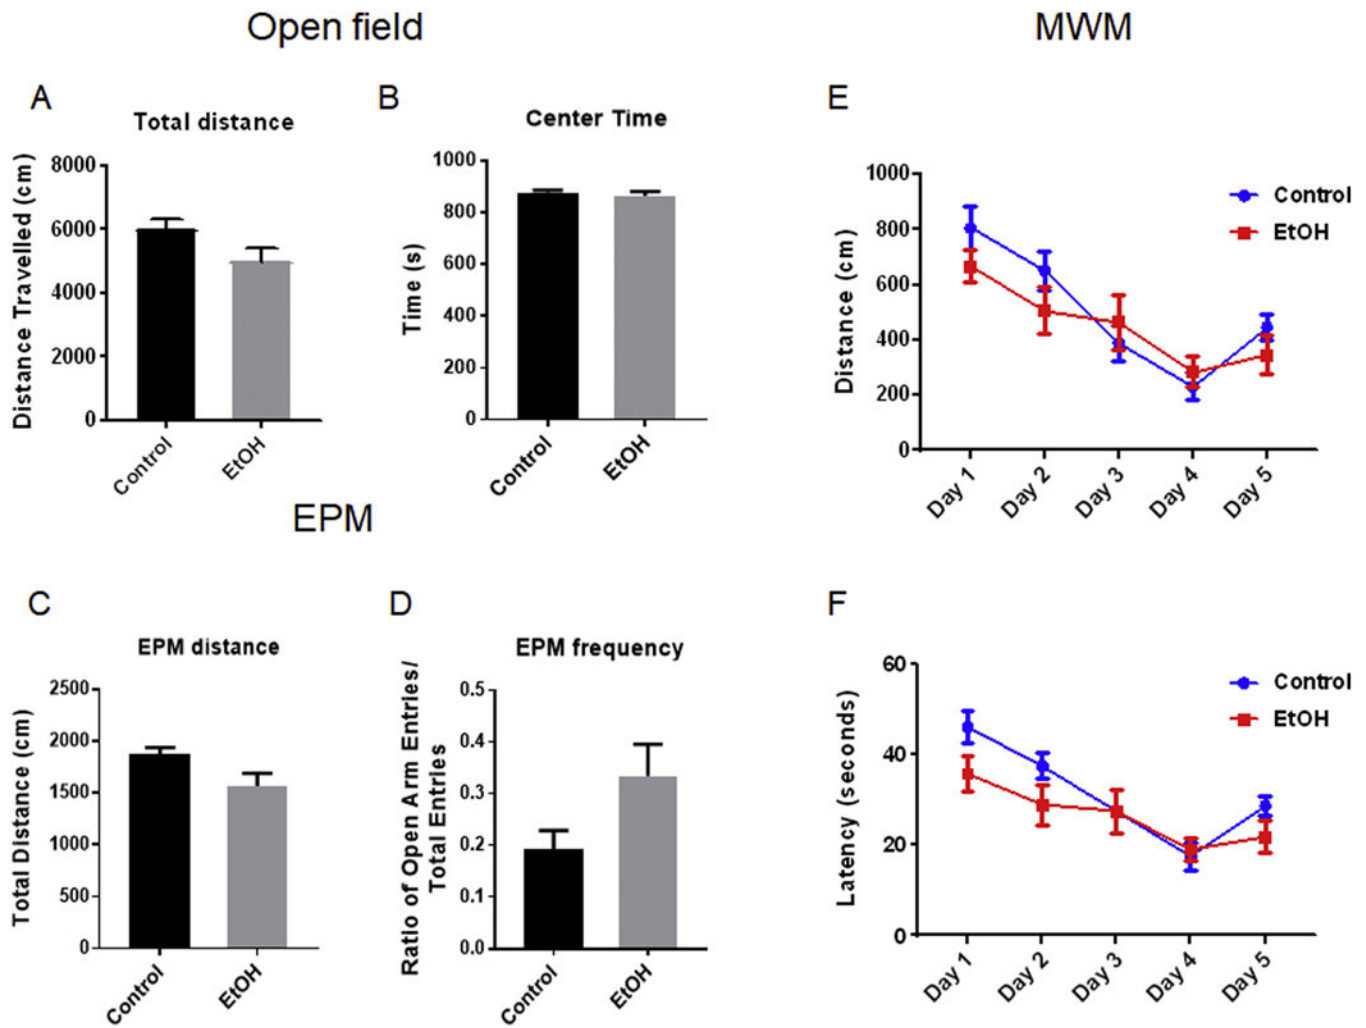 Open field
MWM
A
Total distance
Distance Travelled (cm)
8000
6000
4000
2000
0
Control
EtOH
B
Center Time
Time (s)
1000
800
600
400
200
0
Control
EtOH
E
Distance (cm)
1000
800
600
400
200
0
Control
EtOH
Day 1
Day 2
Day 3
Day 4
Day 5
EPM
C
EPM distance
Total Distance (cm)
2500
2000
1500
1000
500
0
Control
EtOH
D
EPM frequency
Ratio of Open Arm Entries/
Total Entries
0.5
0.4
0.3
0.2
0.1
0.0
Control
EtOH
F
Latency (seconds)
60
40
20
0
Control
EtOH
Day 1
Day 2
Day 3
Day 4
Day 5